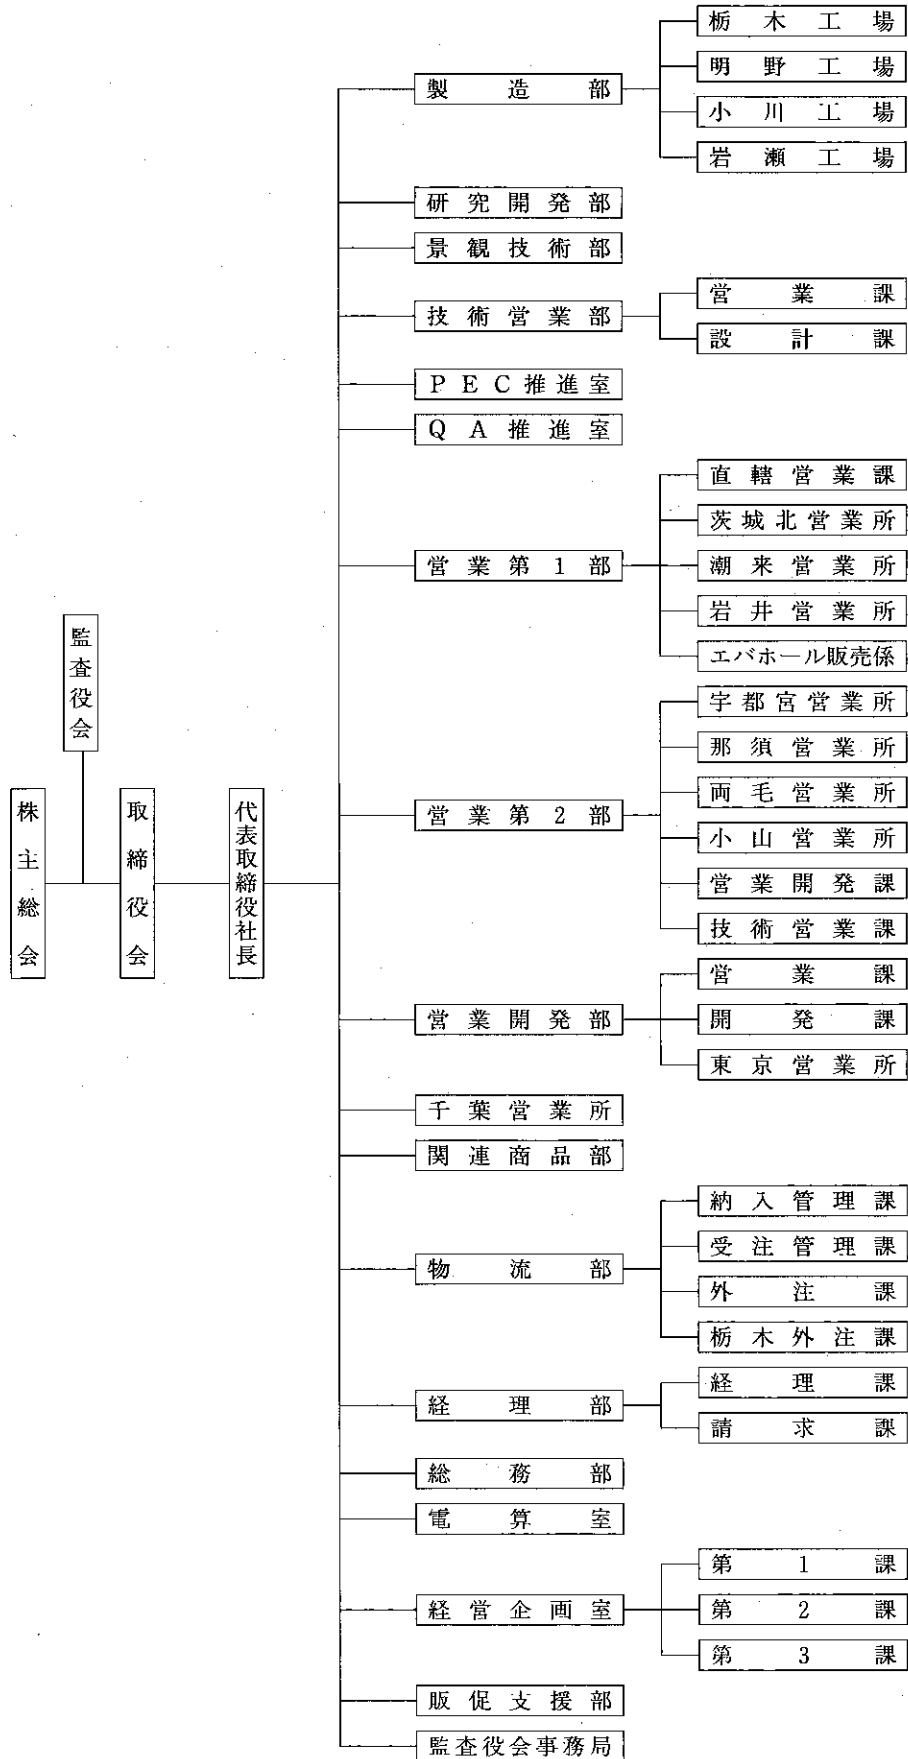 株主総会
監査役会
取締役会
代表取締役社長
製造部
栃木工場
明野工場
小川工場
岩瀬工場
研究開発部
景観技術部
技術営業部
営業課
設計課
PEC推進室
QA推進室
営業第1部
直轄営業課
茨城北営業所
潮来営業所
岩井営業所
エバホール販売係
営業第2部
宇都宮営業所
那須営業所
両毛営業所
小山営業所
営業開発課
技術営業課
営業開発部
営業課
開発課
東京営業所
千葉営業所
関連商品部
物流部
納入管理課
受注管理課
外注課
栃木外注課
経理部
経理課
請求課
総務部
電算室
経営企画室
第1課
第2課
第3課
販促支援部
監査役会事務局